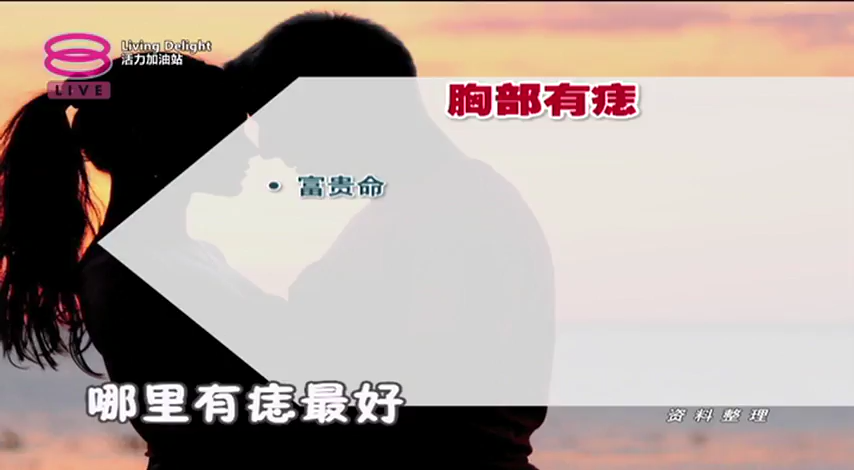 Living Delight
活力加油站
LIVE
胸部有痣
• 富贵命
哪里有痣最好
资料整理